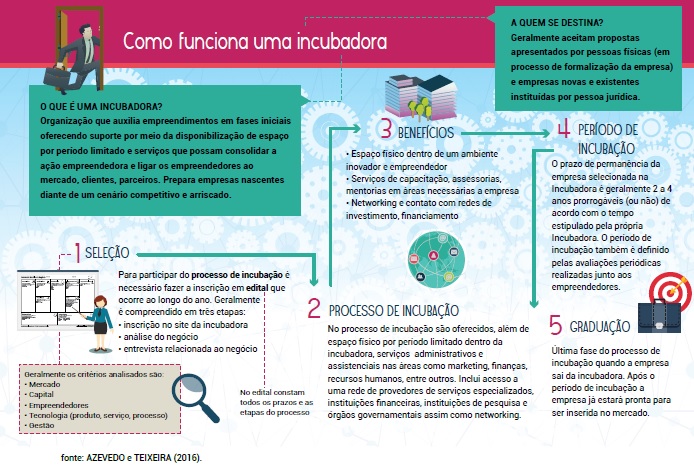 Como funciona uma incubadora
A QUEM SE DESTINA?
Geralmente aceitam propostas
apresentados por pessoas físicas (em
processo de formalização da empresa)
e empresas novas e existentes
instituídas por pessoa jurídica.
O QUE É UMA INCUBADORA?
Organização que auxilia empreendimentos em fases iniciais
oferecendo suporte por meio da disponibilização de espaço
por período limitado e serviços que possam consolidar a
ação empreendedora e ligar os empreendedores ao
mercado, clientes, parceiros. Prepara empresas nascentes
diante de um cenário competitivo e arriscado.
1 SELEÇÃO
Para participar do processo de incubação é
necessário fazer a inscrição em edital que
ocorre ao longo do ano. Geralmente
é compreendido em três etapas:
• inscrição no site da incubadora
• análise do negócio
• entrevista relacionada ao negócio
Geralmente os critérios analisados são:
• Mercado
• Capital
• Empreendedores
• Tecnologia (produto, serviço, processo)
• Gestão
No edital constam
todos os prazos e as
etapas do processo
2 PROCESSO DE INCUBAÇÃO
No processo de incubação são oferecidos, além de
espaço físico por período limitado dentro da
incubadora, serviços administrativos e
assistenciais nas áreas como marketing, finanças,
recursos humanos, entre outros. Inclui acesso a
uma rede de provedores de serviços especializados,
instituições financeiras, instituições de pesquisa e
órgãos governamentais assim como networking.
3 BENEFÍCIOS
• Espaço físico dentro de um ambiente
inovador e empreendedor
• Serviços de capacitação, assessorias,
mentorias em áreas necessárias a empresa
• Networking e contato com redes de
investimento, financiamento
4 PERÍODO DE
INCUBAÇÃO
O prazo de permanência da
empresa selecionada na
Incubadora é geralmente 2 a 4
anos prorrogáveis (ou não) de
acordo com o tempo
estipulado pela própria
Incubadora. O período de
incubação também é definido
pelas avaliações periódicas
realizadas junto aos
empreendedores.
5 GRADUAÇÃO
Última fase do processo de
incubação quando a empresa
sai da incubadora. Após o
período de incubação a
empresa já estará pronta para
ser inserida no mercado.
fonte: AZEVEDO e TEIXEIRA (2016).